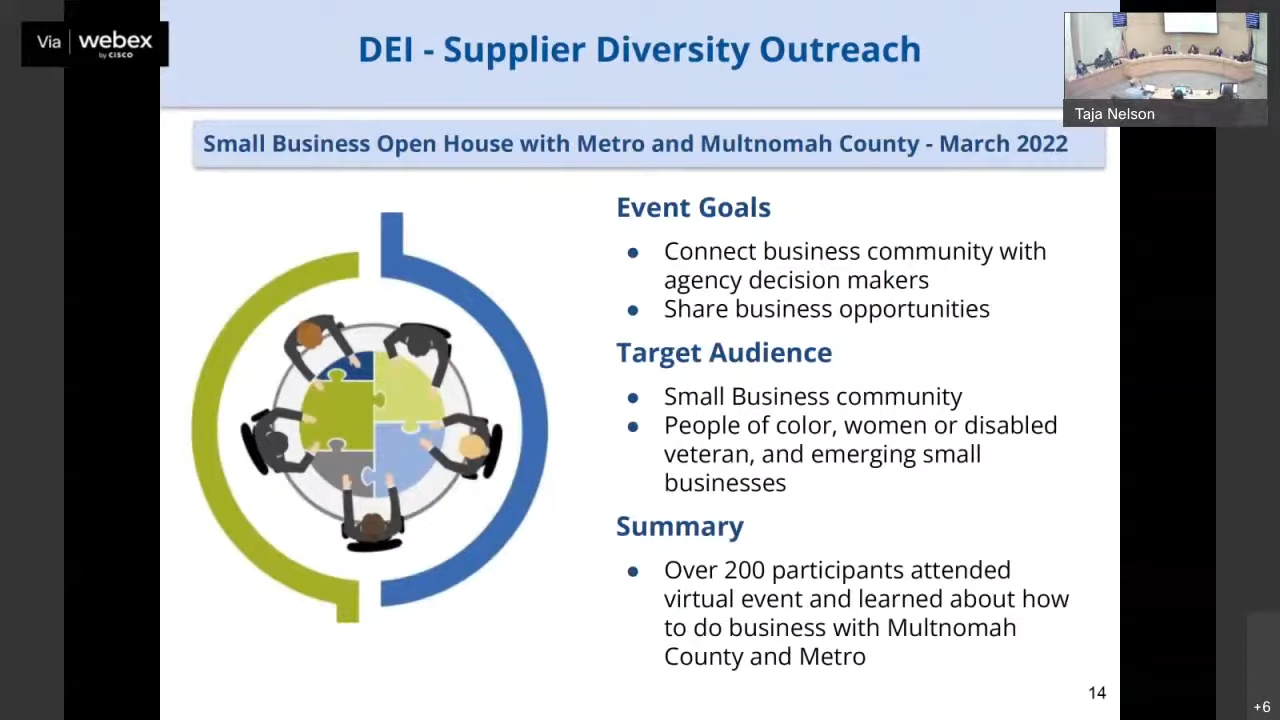 Via webex
by CISCO
DEI - Supplier Diversity Outreach
Taja Nelson
Small Business Open House with Metro and Multnomah County - March 2022
Event Goals
● Connect business community with
agency decision makers
● Share business opportunities
Target Audience
● Small Business community
● People of color, women or disabled
veteran, and emerging small
businesses
Summary
● Over 200 participants attended
virtual event and learned about how
to do business with Multnomah
County and Metro
14
+6